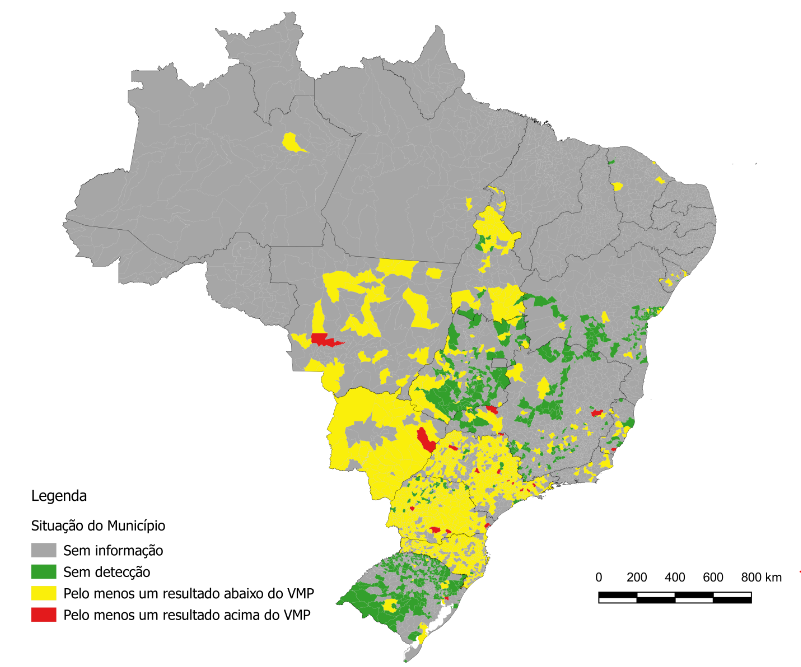 Legenda
Situação do Município
Sem informação
Sem detecção
Pelo menos um resultado abaixo do VMP
Pelo menos um resultado acima do VMP
0 200 400 600 800 km